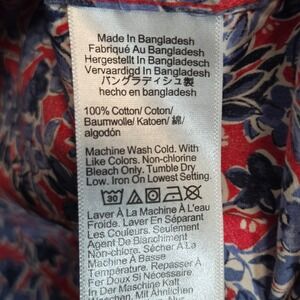 Made In Bangladesh
Fabriqué Au Bangladesh
Hergestellt In Bangladesch
Vervaardigd In Bangladesh
バングラディシュ製
hecho en bangladesh
100% Cotton/ Coton/
Baumwolle/ Katoen/ 綿/
algodón
Machine Wash Cold. With
Like Colors. Non-chlorine
Bleach Only. Tumble Dry
Low. Iron On Lowest Setting.
30
Laver À La Machine À L'eau
Froide. Laver En Séparant
Les Couleurs. Seulement
Agent De Blanchiment
Non-chlore. Sécher À La
Machine À Basse
Température. Repasser À
Fer Doux Si Nécessaire.
In Der Maschine Kalt
Waschen. Mit Ähnlichen